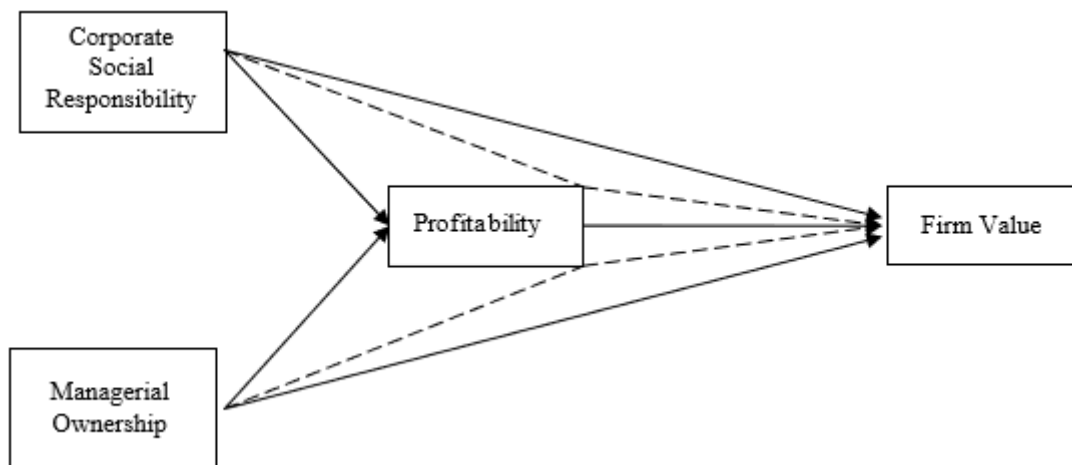 Corporate
Social
Responsibility
Profitability
Firm Value
Managerial
Ownership